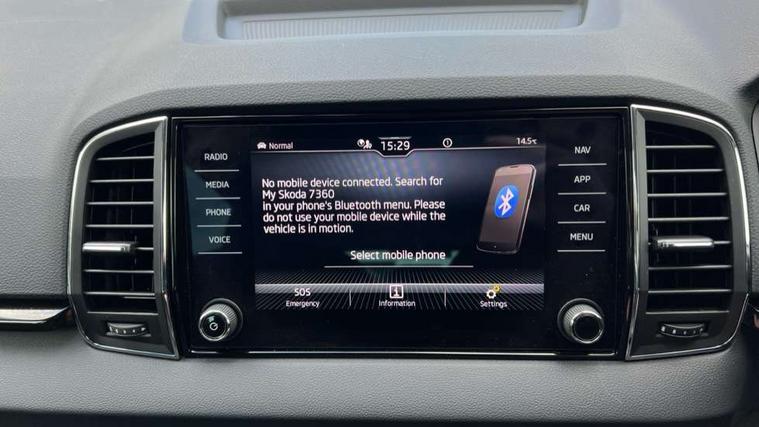 Normal
15:29
14.5°C
RADIO
MEDIA
PHONE
VOICE
No mobile device connected. Search for
My Skoda 7360
in your phone's Bluetooth menu. Please
do not use your mobile device while the
vehicle is in motion.
Select mobile phone
SOS
Emergency
Information
Settings
NAV
APP
CAR
MENU